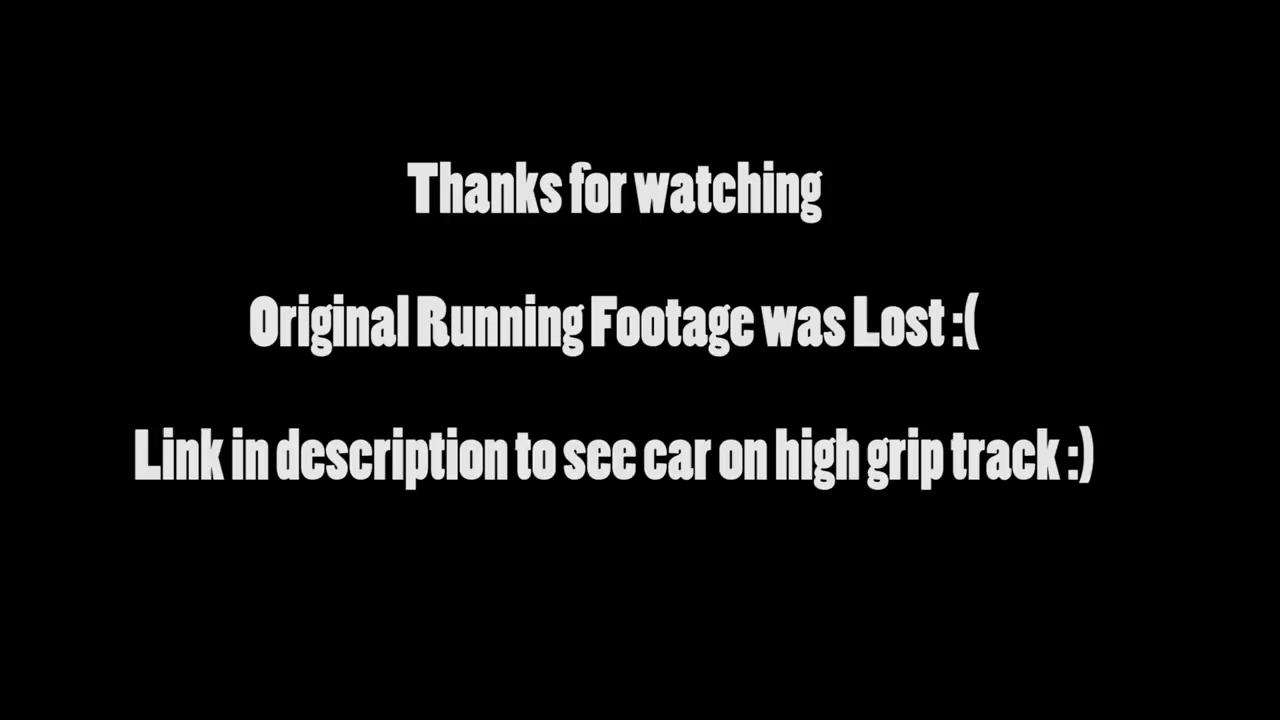 Thanks for watching
Original Running Footage was Lost :(
Link in description to see car on high grip track :)